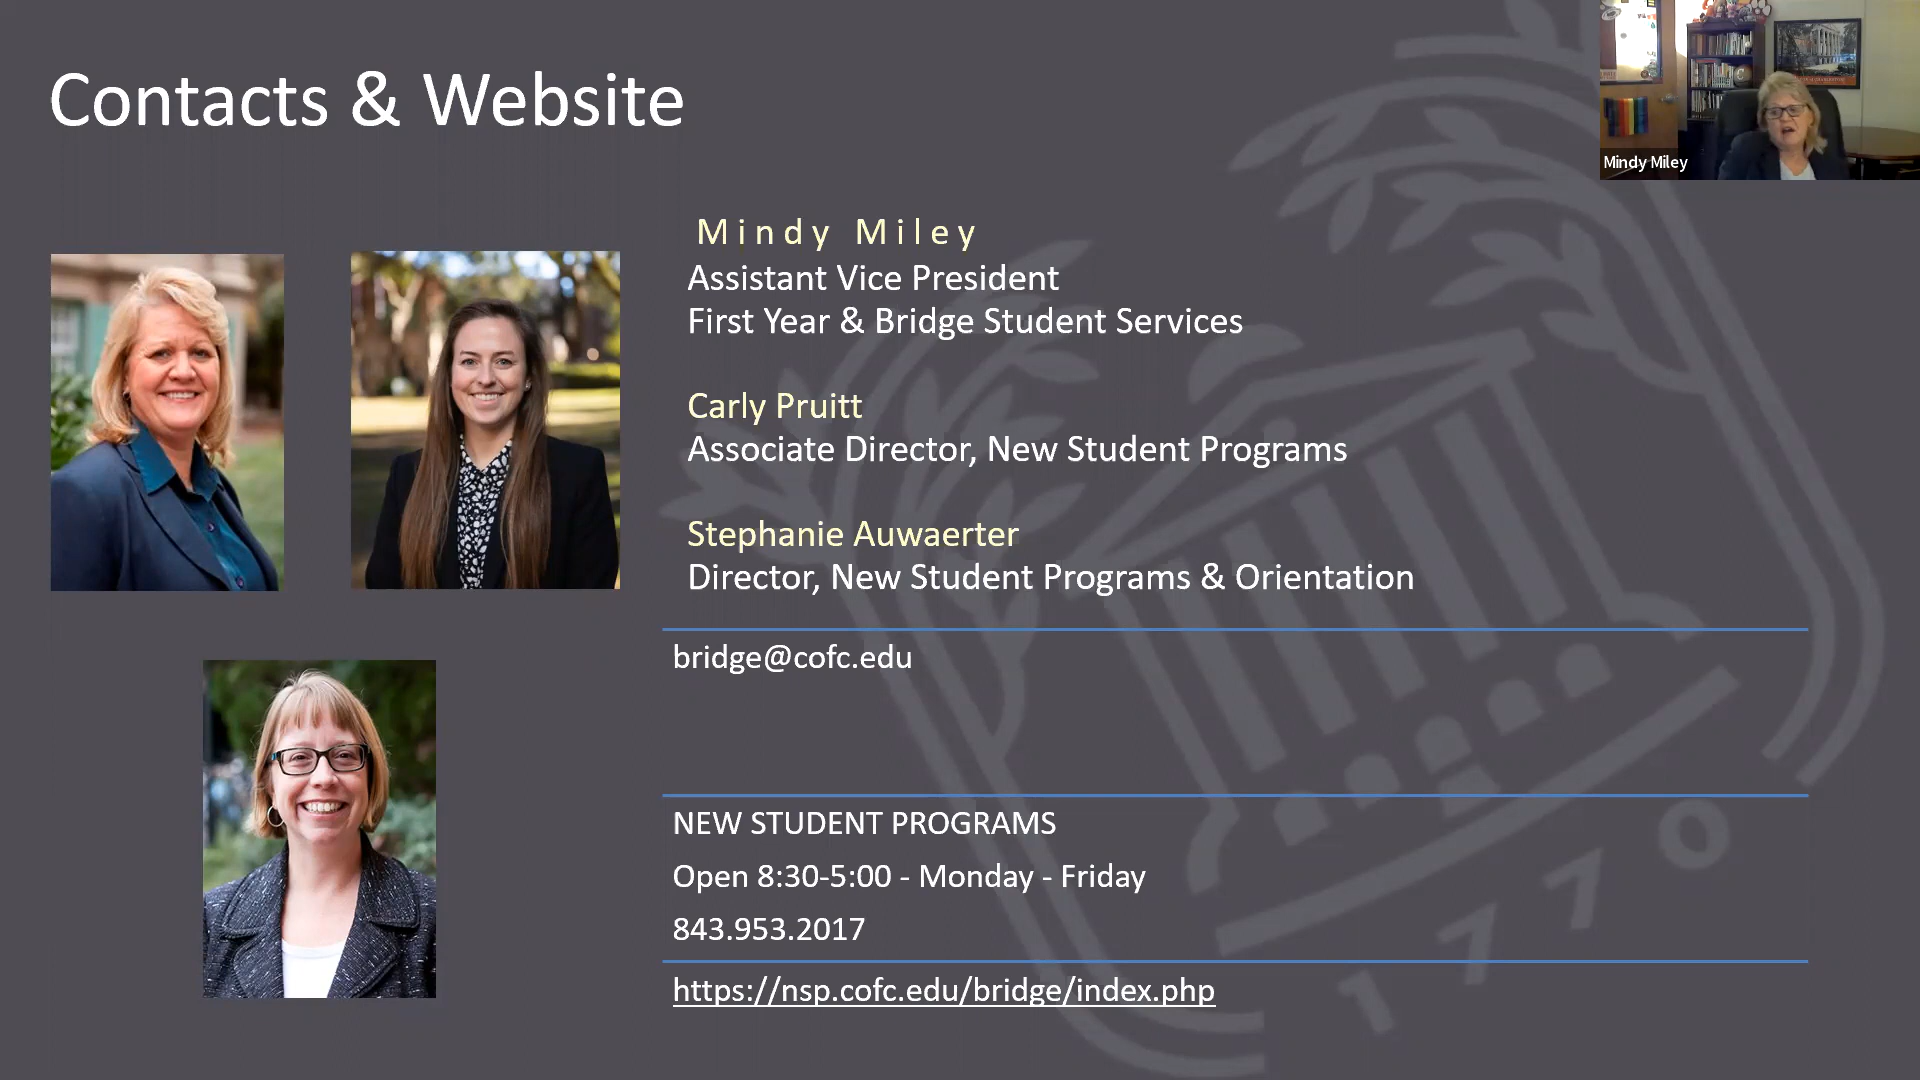 Contacts & Website
Mindy Miley
Mindy Miley
Assistant Vice President
First Year & Bridge Student Services
Carly Pruitt
Associate Director, New Student Programs
Stephanie Auwaerter
Director, New Student Programs & Orientation
bridge@cofc.edu
NEW STUDENT PROGRAMS
Open 8:30-5:00 - Monday - Friday
843.953.2017
https://nsp.cofc.edu/bridge/index.php
1770